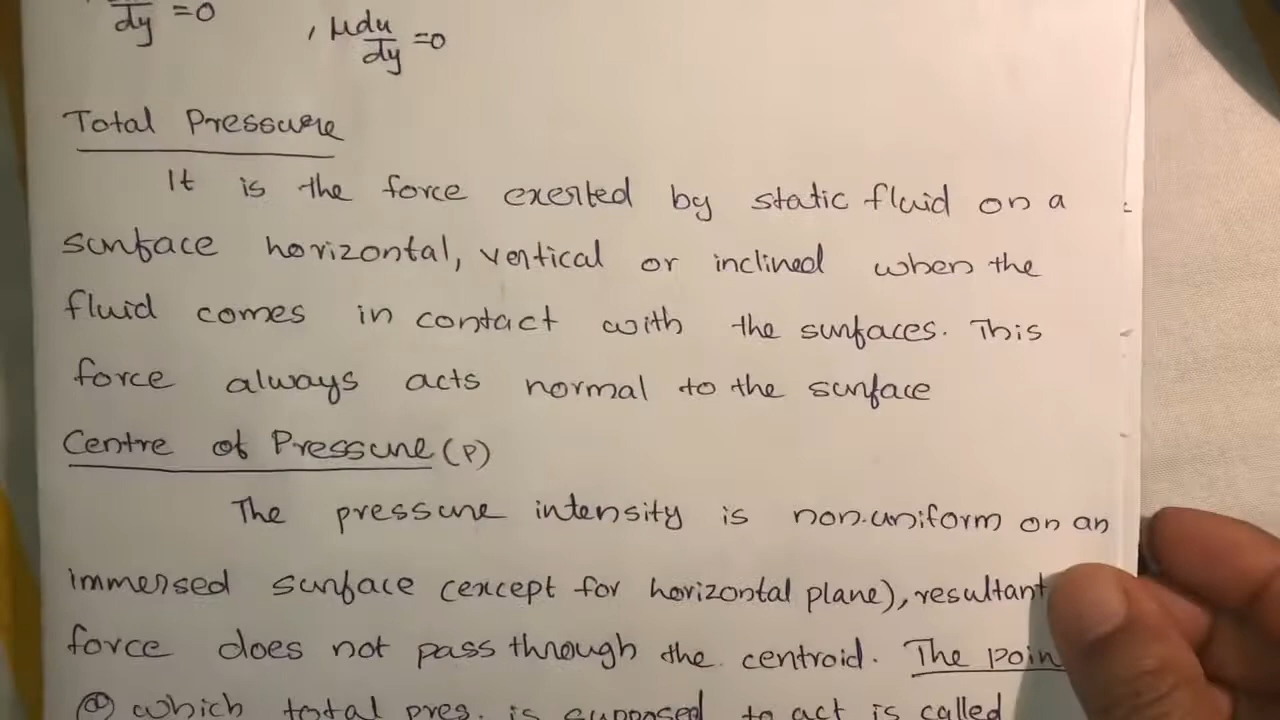 dy =0 , μdu/dy =0
Total Pressure
It is the force exerted by static fluid on a
surface horizontal, vertical or inclined when the
fluid comes in contact with the surfaces. This
force always acts normal to the surface
Centre of Pressure (P)
The pressure intensity is non-uniform on an
immersed surface (except for horizontal plane), resultant
force does not pass through the centroid. The
@ which total pres. is supposed to act is called